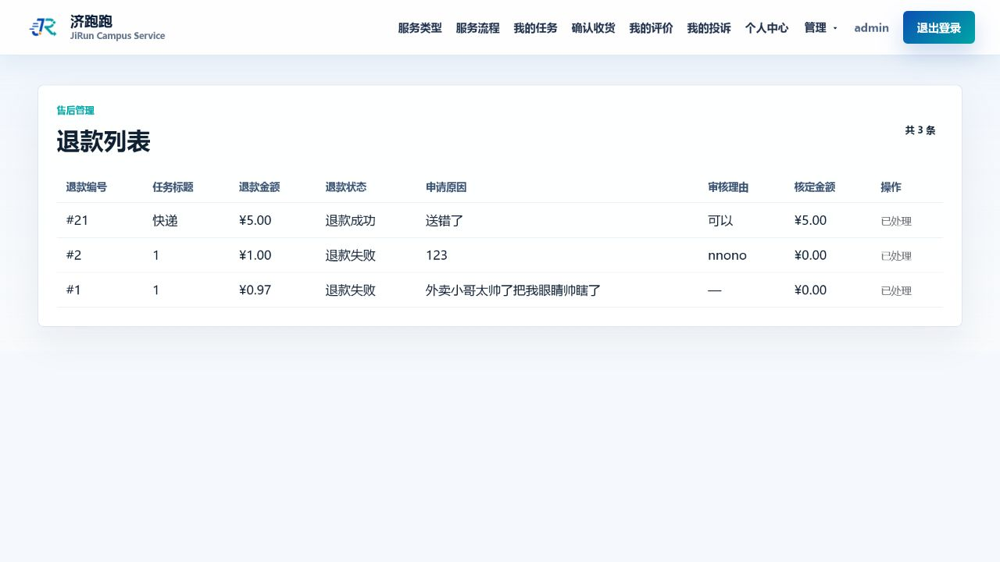 济跑跑
JiRun Campus Service
服务类型 服务流程 我的任务 确认收货 我的评价 我的投诉 个人中心 管理 admin 退出登录
售后管理
退款列表
共 3 条
退款编号 任务标题 退款金额 退款状态 申请原因 审核理由 核定金额 操作
#21 快递 ¥5.00 退款成功 送错了 可以 ¥5.00 已处理
#2 1 ¥1.00 退款失败 123 nnono ¥0.00 已处理
#1 1 ¥0.97 退款失败 外卖小哥太帅了把我眼睛帅瞎了 — ¥0.00 已处理